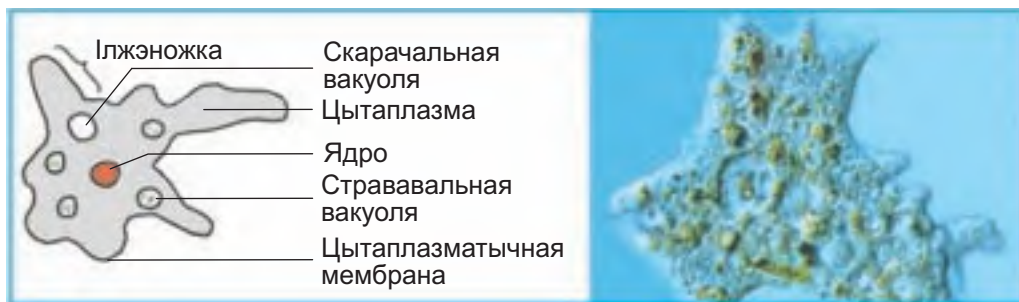 Ілжэножка
Скарачальная
вакуоля
Цытаплазма
Ядро
Стрававальная
вакуоля
Цытаплазматычная
мембрана